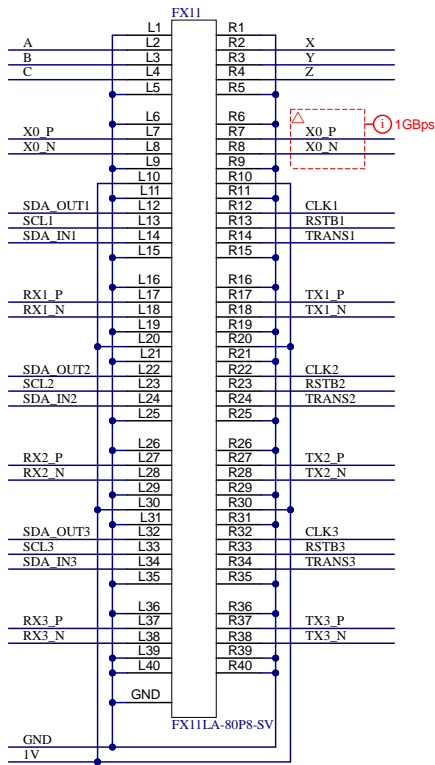 FX11
L1 R1
A L2 R2 X
B L3 R3 Y
C L4 R4 Z
L5 R5
L6 R6
X0_P L7 R7 X0_P i 1GBps
X0_N L8 R8 X0_N
L9 R9
L10 R10
L11 R11
SDA_OUT1 L12 R12 CLK1
SCL1 L13 R13 RSTB1
SDA_IN1 L14 R14 TRANS1
L15 R15
L16 R16
RX1_P L17 R17 TX1_P
RX1_N L18 R18 TX1_N
L19 R19
L20 R20
L21 R21
SDA_OUT2 L22 R22 CLK2
SCL2 L23 R23 RSTB2
SDA_IN2 L24 R24 TRANS2
L25 R25
L26 R26
RX2_P L27 R27 TX2_P
RX2_N L28 R28 TX2_N
L29 R29
L30 R30
L31 R31
SDA_OUT3 L32 R32 CLK3
SCL3 L33 R33 RSTB3
SDA_IN3 L34 R34 TRANS3
L35 R35
L36 R36
RX3_P L37 R37 TX3_P
RX3_N L38 R38 TX3_N
L39 R39
L40 R40
GND
FX11LA-80P8-SV
GND
1V